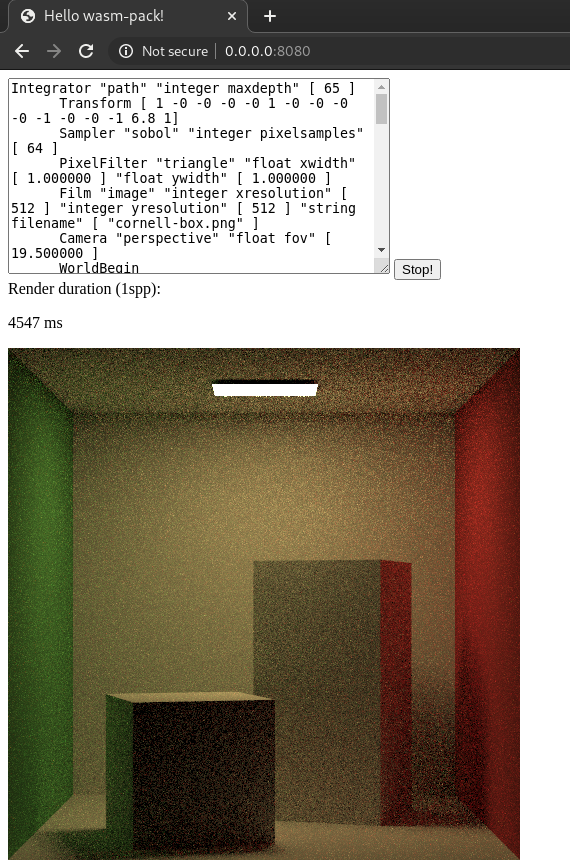 Hello wasm-pack!
Not secure 0.0.0.0:8080
Integrator "path" "integer maxdepth" [ 65 ]
Transform [ 1 -0 -0 -0 -0 1 -0 -0 -0
-0 -1 -0 -0 -1 6.8 1]
Sampler "sobol" "integer pixelsamples"
[ 64 ]
PixelFilter "triangle" "float xwidth"
[ 1.000000 ] "float ywidth" [ 1.000000 ]
Film "image" "integer xresolution" [
512 ] "integer yresolution" [ 512 ] "string
filename" [ "cornell-box.png" ]
Camera "perspective" "float fov" [
19.500000 ]
WorldBegin
Stop!
Render duration (1spp):
4547 ms